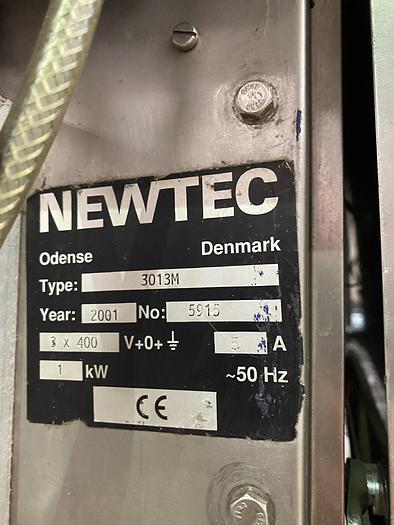 NEWTEC
Odense Denmark
Type: 3013M
Year: 2001 No: 5915
3 x 400 V+0+⏚ A
1 kW ~50 Hz
CE